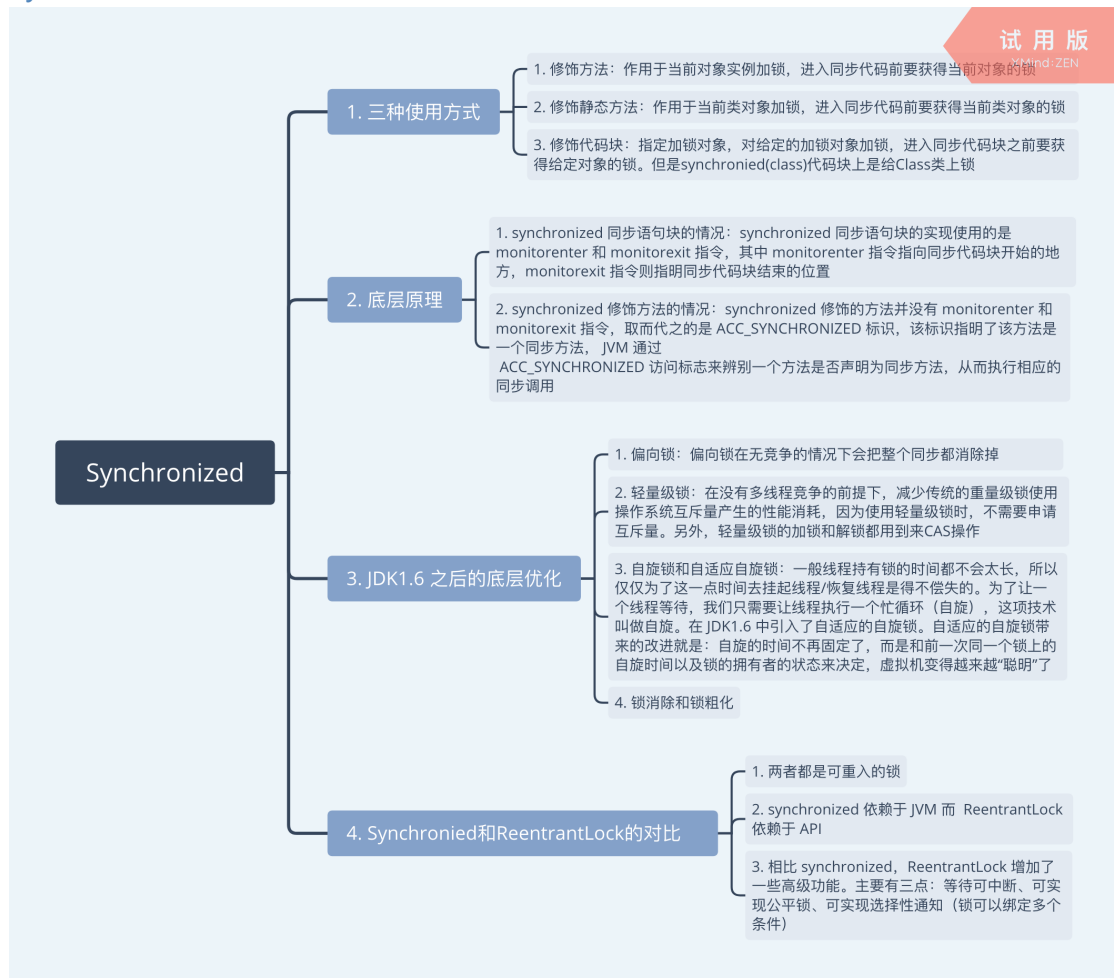 试用版
XMind:ZEN
1. 修饰方法：作用于当前对象实例加锁，进入同步代码前要获得当前对象的锁
1. 三种使用方式
2. 修饰静态方法：作用于当前类对象加锁，进入同步代码前要获得当前类对象的锁
3. 修饰代码块：指定加锁对象，对给定的加锁对象加锁，进入同步代码块之前要获
得给定对象的锁。但是synchronied(class)代码块上是给Class类上锁
1. synchronized 同步语句块的情况：synchronized 同步语句块的实现使用的是
monitorenter 和 monitorexit 指令，其中 monitorenter 指令指向同步代码块开始的地
方，monitorexit 指令则指明同步代码块结束的位置
2. 底层原理
2. synchronized 修饰方法的情况：synchronized 修饰的方法并没有 monitorenter 和
monitorexit 指令，取而代之的是 ACC_SYNCHRONIZED 标识，该标识指明了该方法是
一个同步方法， JVM 通过
ACC_SYNCHRONIZED 访问标志来辨别一个方法是否声明为同步方法，从而执行相应的
同步调用
Synchronized
1. 偏向锁：偏向锁在无竞争的情况下会把整个同步都消除掉
2. 轻量级锁：在没有多线程竞争的前提下，减少传统的重量级锁使用
操作系统互斥量产生的性能消耗，因为使用轻量级锁时，不需要申请
互斥量。另外，轻量级锁的加锁和解锁都用到来CAS操作
3. JDK1.6 之后的底层优化
3. 自旋锁和自适应自旋锁：一般线程持有锁的时间都不会太长，所以
仅仅为了这一点时间去挂起线程/恢复线程是得不偿失的。为了让一
个线程等待，我们只需要让线程执行一个忙循环（自旋），这项技术
叫做自旋。在 JDK1.6 中引入了自适应的自旋锁。自适应的自旋锁带
来的改进就是：自旋的时间不再固定了，而是和前一次同一个锁上的
自旋时间以及锁的拥有者的状态来决定，虚拟机变得越来越“聪明”了
4. 锁消除和锁粗化
1. 两者都是可重入的锁
4. Synchronied和ReentrantLock的对比
2. synchronized 依赖于 JVM 而 ReentrantLock
依赖于 API
3. 相比 synchronized，ReentrantLock 增加了
一些高级功能。主要有三点：等待可中断、可实
现公平锁、可实现选择性通知（锁可以绑定多个
条件）